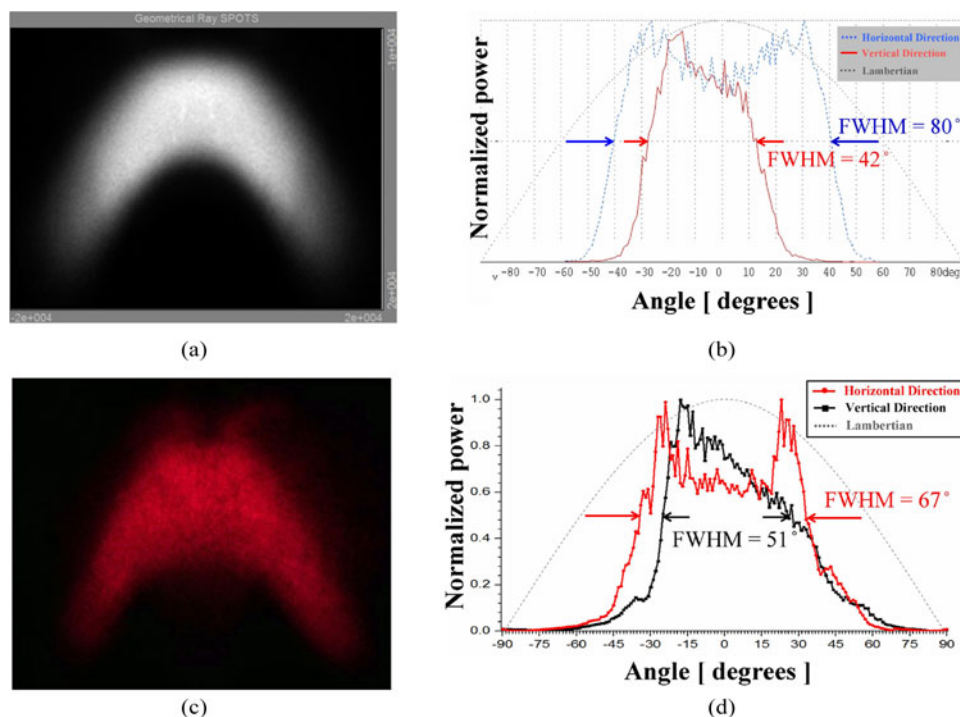 Geometrical Ray SPOTS
-1e+004
2e+004
-2e+004
2e+004
(a)
Normalized power
Horizontal Direction
Vertical Direction
Lambertian
FWHM = 80°
FWHM = 42°
-80 -70 -60 -50 -40 -30 -20 -10 0 10 20 30 40 50 60 70 80 deg
Angle [ degrees ]
(b)
(c)
Normalized power
1.0
0.8
0.6
0.4
0.2
0.0
Horizontal Direction
Vertical Direction
Lambertian
FWHM = 67°
FWHM = 51°
-90 -75 -60 -45 -30 -15 0 15 30 45 60 75 90
Angle [ degrees ]
(d)